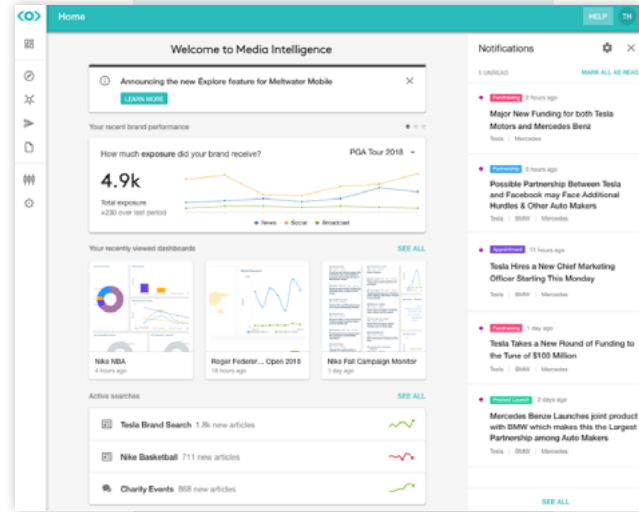 Home
HELP
TH
Welcome to Media Intelligence
Announcing the new Explore feature for Meltwater Mobile
LEARN MORE
Your recent brand performance
How much exposure did your brand receive?
PGA Tour 2018
4.9k
Total exposure
+230 over last period
News
Social
Broadcast
Your recently viewed dashboards
SEE ALL
Nike NBA
4 hours ago
Roger Federer... Open 2018
18 hours ago
Nike Fall Campaign Monitor
1 day ago
Active searches
SEE ALL
Tesla Brand Search 1.8k new articles
Nike Basketball 711 new articles
Charity Events 868 new articles
Notifications
UNREAD
MARK ALL AS READ
Fundraising
hours ago
Major New Funding for both Tesla
Motors and Mercedes Benz
Tesla | Mercedes
Partnership 5 hours ago
Possible Partnership Between Tesla
and Facebook may Face Additional
Hurdles & Other Auto Makers
Tesla | BMW | Mercedes
Appointment 11 hours ago
Tesla Hires a New Chief Marketing
Officer Starting This Monday
Tesla | BMW | Mercedes
Fundraising 1 day ago
Tesla Takes a New Round of Funding to
the Tune of $100 Million
Tesla | BMW | Mercedes
Product Launch 2 days ago
Mercedes Benze Launches joint product
with BMW which makes this the Largest
Partnership among Auto Makers
Tesla | BMW | Mercedes
SEE ALL